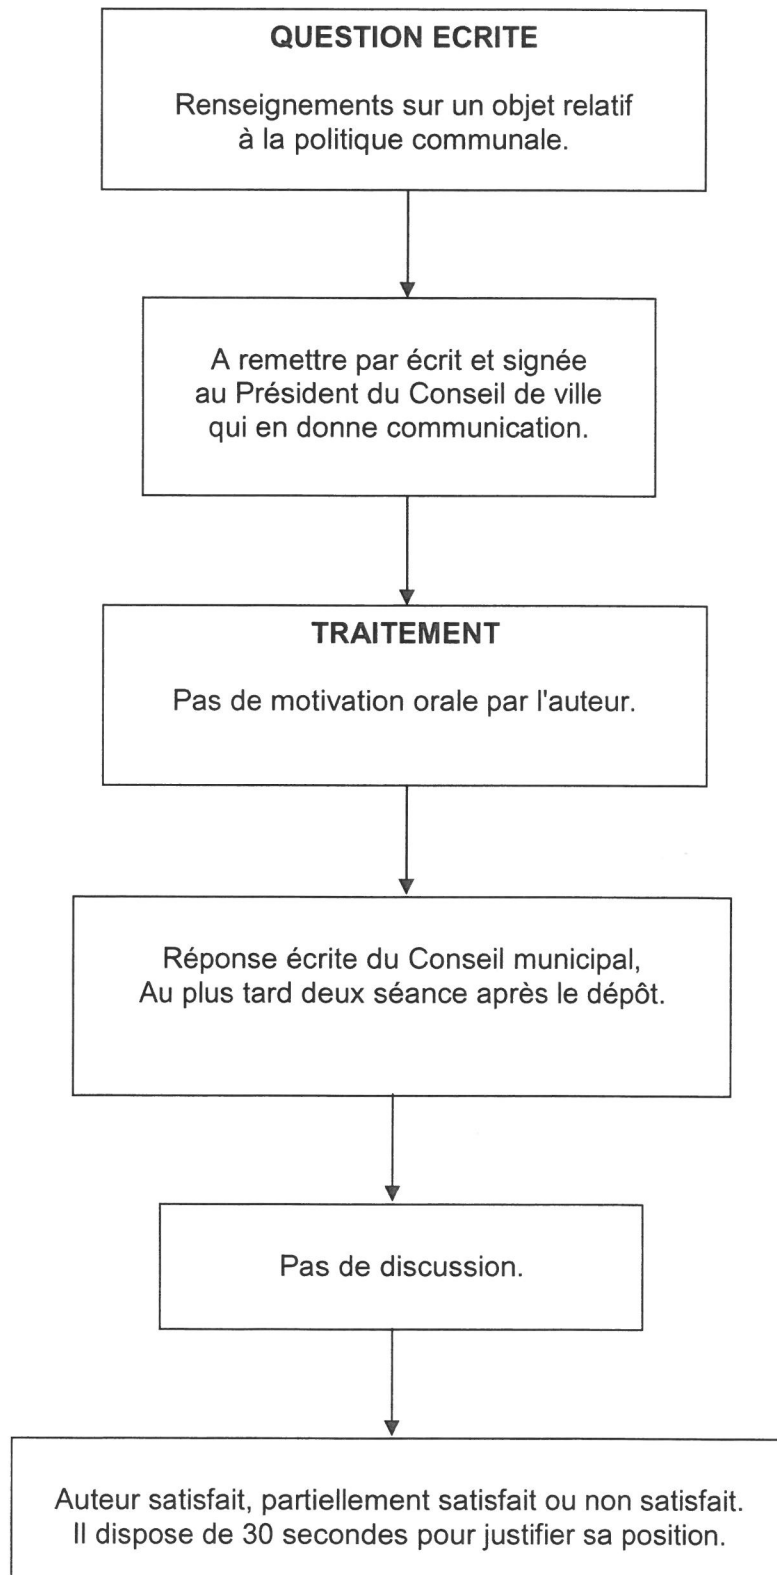 QUESTION ECRITE
Renseignements sur un objet relatif
à la politique communale.
A remettre par écrit et signée
au Président du Conseil de ville
qui en donne communication.
TRAITEMENT
Pas de motivation orale par l'auteur.
Réponse écrite du Conseil municipal,
Au plus tard deux séance après le dépôt.
Pas de discussion.
Auteur satisfait, partiellement satisfait ou non satisfait.
Il dispose de 30 secondes pour justifier sa position.